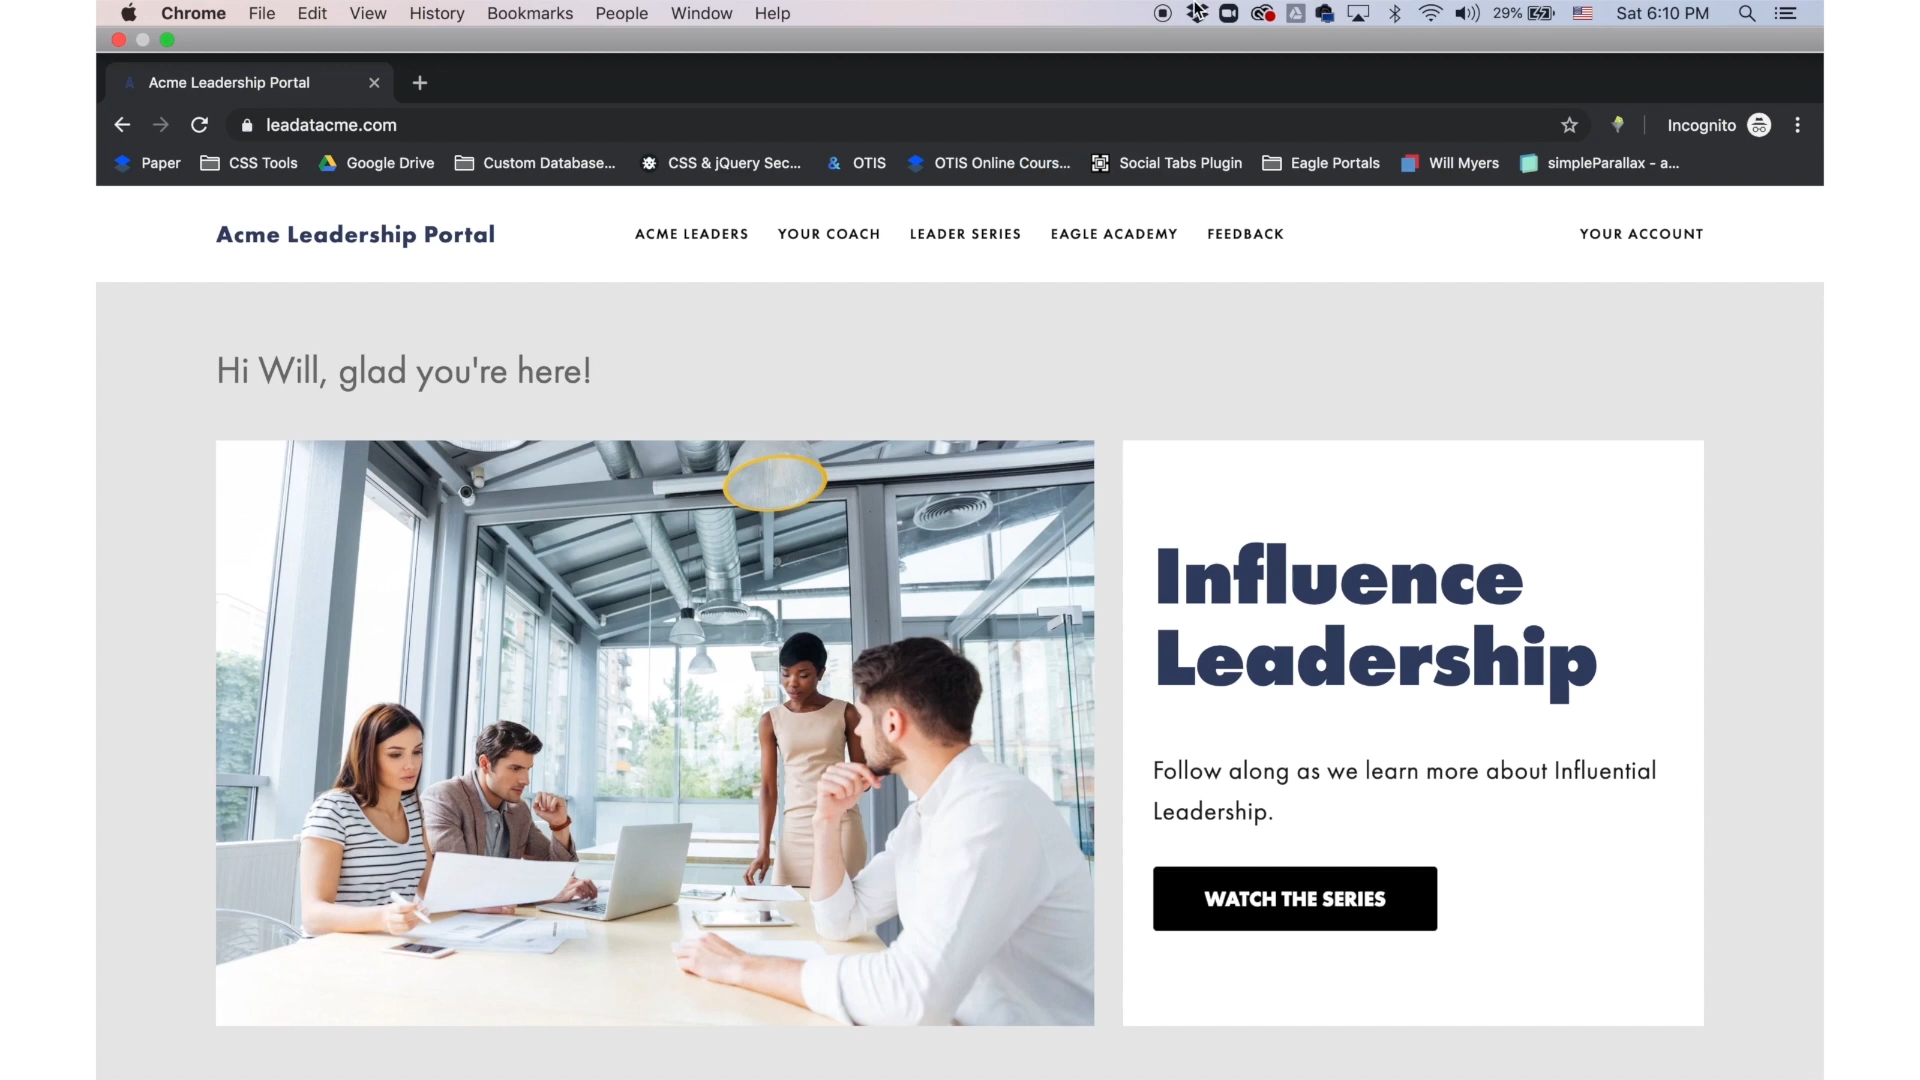 Chrome File Edit View History Bookmarks People Window Help 29% Sat 6:10 PM
Acme Leadership Portal
leadatacme.com Incognito
Paper CSS Tools Google Drive Custom Database... CSS & jQuery Sec... & OTIS OTIS Online Cours... Social Tabs Plugin Eagle Portals Will Myers simpleParallax - a...
Acme Leadership Portal ACME LEADERS YOUR COACH LEADER SERIES EAGLE ACADEMY FEEDBACK YOUR ACCOUNT
Hi Will, glad you're here!
Influence
Leadership
Follow along as we learn more about Influential
Leadership.
WATCH THE SERIES